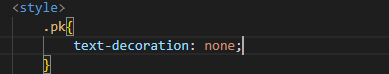 <style>
.pk{
text-decoration: none;
}